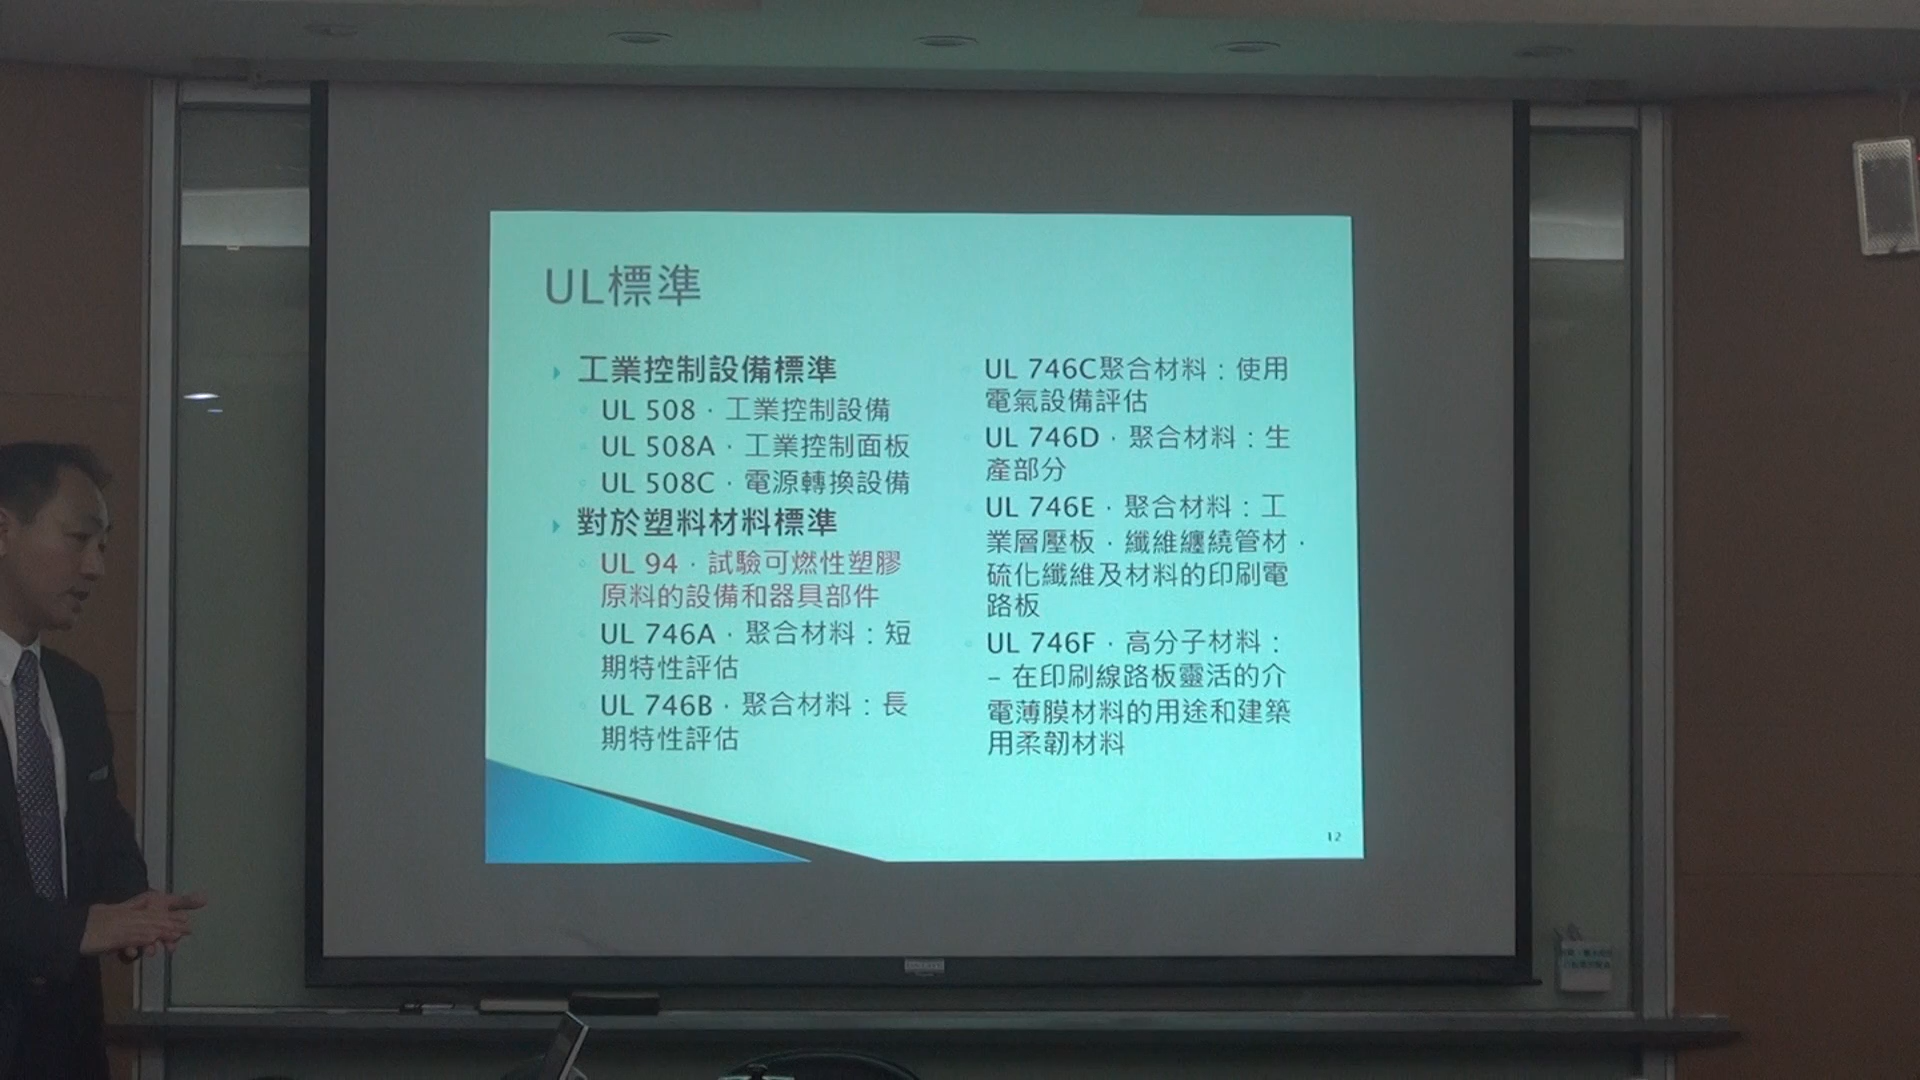 UL標準
工業控制設備標準
UL 508，工業控制設備
UL 508A，工業控制面板
UL 508C，電源轉換設備
對於塑料材料標準
UL 94，試驗可燃性塑膠
原料的設備和器具部件
UL 746A，聚合材料：短
期特性評估
UL 746B，聚合材料：長
期特性評估
UL 746C聚合材料：使用
電氣設備評估
UL 746D，聚合材料：生
產部分
UL 746E，聚合材料：工
業層壓板，纖維纏繞管材，
硫化纖維及材料的印刷電
路板
UL 746F，高分子材料：
– 在印刷線路板靈活的介
電薄膜材料的用途和建築
用柔韌材料
12